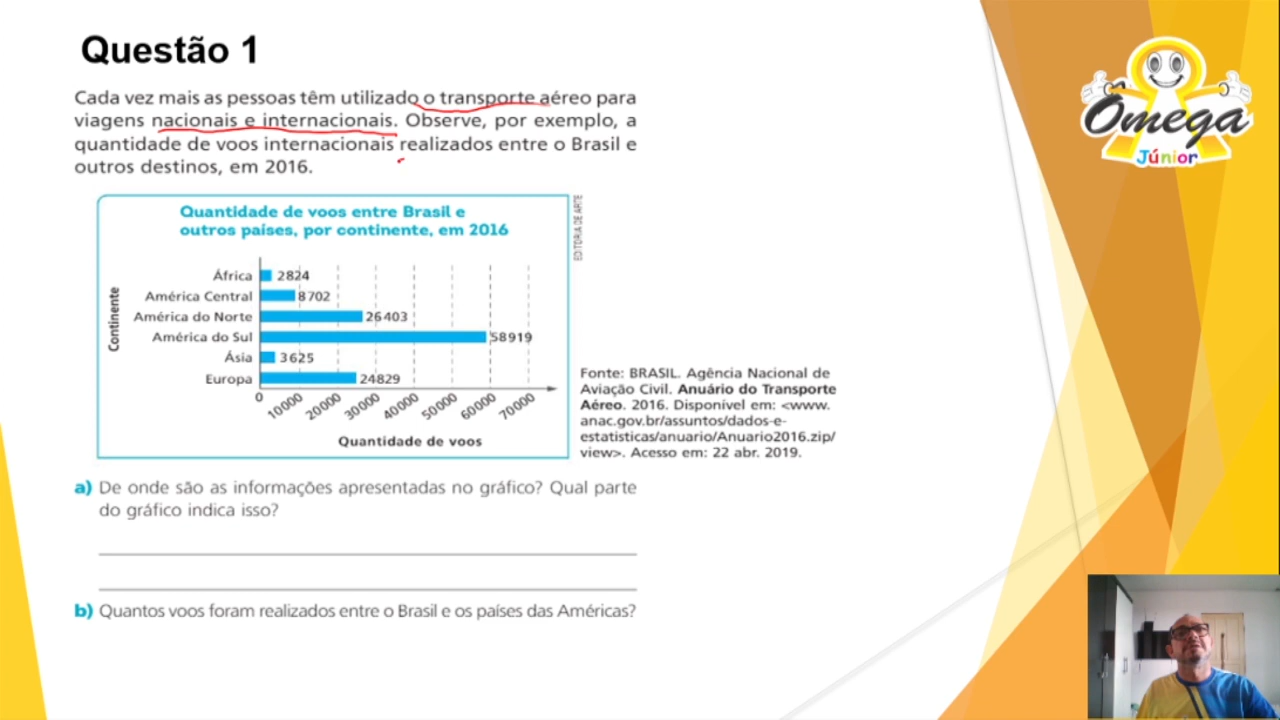 Questão 1
Cada vez mais as pessoas têm utilizado o transporte aéreo para
viagens nacionais e internacionais. Observe, por exemplo, a
quantidade de voos internacionais realizados entre o Brasil e
outros destinos, em 2016.
Quantidade de voos entre Brasil e
outros países, por continente, em 2016
EDITORIA DE ARTE
Continente
África 2824
América Central 8702
América do Norte 26403
América do Sul 58919
Ásia 3625
Europa 24829
0 10000 20000 30000 40000 50000 60000 70000
Quantidade de voos
Fonte: BRASIL. Agência Nacional de
Aviação Civil. Anuário do Transporte
Aéreo. 2016. Disponível em: <www.
anac.gov.br/assuntos/dados-e-
estatisticas/anuario/Anuario2016.zip/
view>. Acesso em: 22 abr. 2019.
a) De onde são as informações apresentadas no gráfico? Qual parte
do gráfico indica isso?
b) Quantos voos foram realizados entre o Brasil e os países das Américas?
Ômega
Júnior